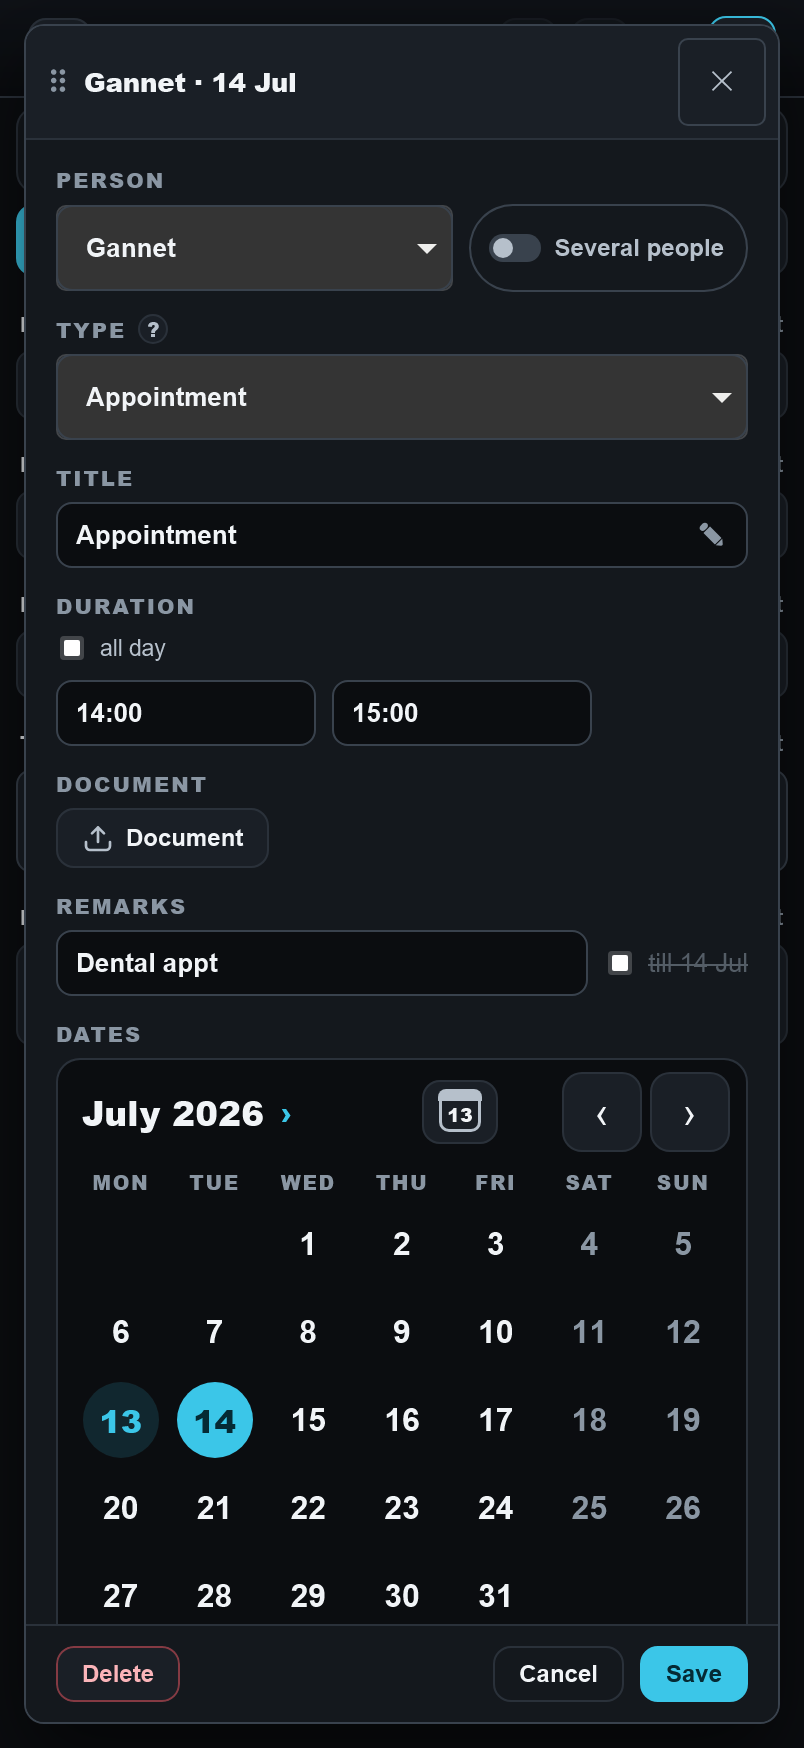 Gannet · 14 Jul
PERSON
Gannet
Several people
TYPE ?
Appointment
TITLE
Appointment
DURATION
all day
14:00 15:00
DOCUMENT
Document
REMARKS
Dental appt till 14 Jul
DATES
July 2026 › 13 ‹ ›
MON TUE WED THU FRI SAT SUN
1 2 3 4 5
6 7 8 9 10 11 12
13 14 15 16 17 18 19
20 21 22 23 24 25 26
27 28 29 30 31
Delete Cancel Save